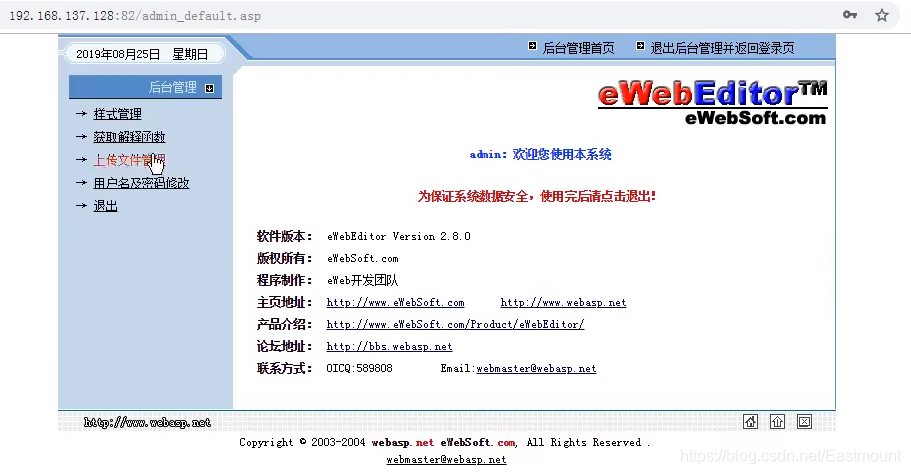 192.168.137.128:82/admin_default.asp
2019年08月25日 星期日
后台管理首页 退出后台管理并返回登录页
后台管理
→ 样式管理
→ 获取解释函数
→ 上传文件管理
→ 用户名及密码修改
→ 退出
eWebEditor™
eWebSoft.com
admin：欢迎您使用本系统
为保证系统数据安全，使用完后请点击退出！
软件版本： eWebEditor Version 2.8.0
版权所有： eWebSoft.com
程序制作： eWeb开发团队
主页地址： http://www.eWebSoft.com http://www.webasp.net
产品介绍： http://www.eWebSoft.com/Product/eWebEditor/
论坛地址： http://bbs.webasp.net
联系方式： OICQ:589808 Email:webmaster@webasp.net
http://www.webasp.net
Copyright © 2003-2004 webasp.net eWebSoft.com, All Rights Reserved .
webmaster@webasp.net
https://blog.csdn.net/Eastmount